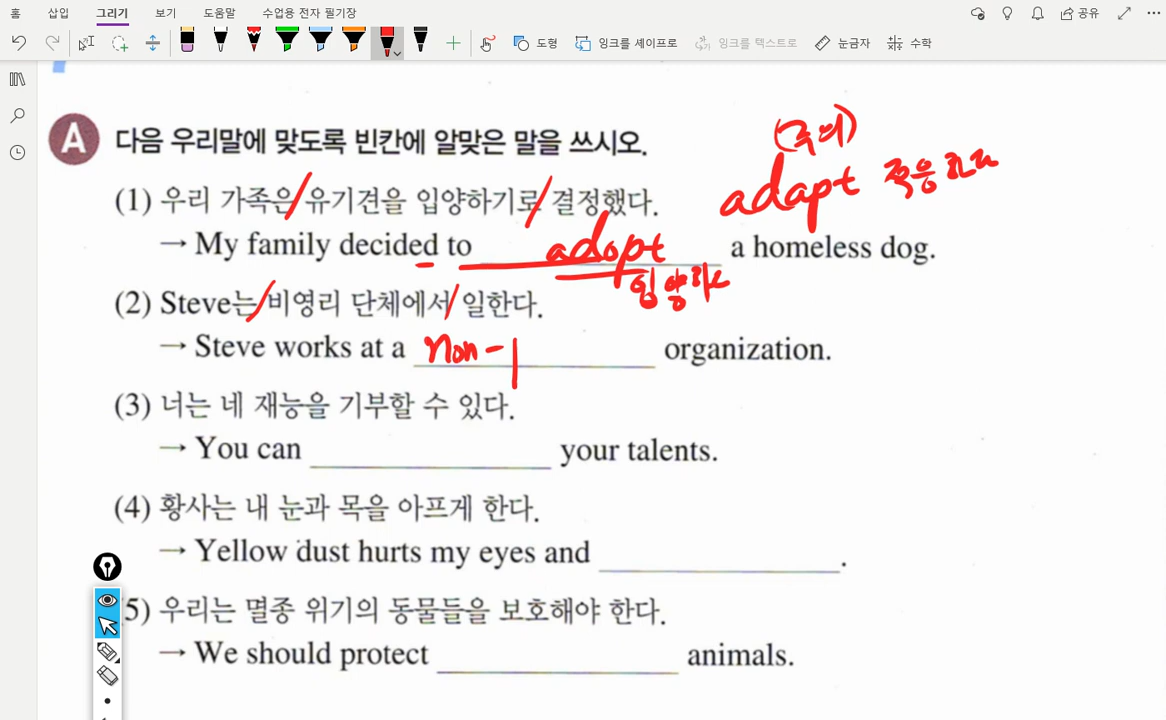 홈 삽입 그리기 보기 도움말 수업용 전자 필기장 공유
도형 잉크를 셰이프로 잉크를 텍스트로 눈금자 수학
(주의)
A 다음 우리말에 맞도록 빈칸에 알맞은 말을 쓰시오.
adapt 적응하다
(1) 우리 가족은/유기견을 입양하기로/결정했다.
→ My family decided to adopt a homeless dog.
입양하다
(2) Steve는/비영리 단체에서/일한다.
→ Steve works at a non-p organization.
(3) 너는 네 재능을 기부할 수 있다.
→ You can your talents.
(4) 황사는 내 눈과 목을 아프게 한다.
→ Yellow dust hurts my eyes and .
5) 우리는 멸종 위기의 동물들을 보호해야 한다.
→ We should protect animals.